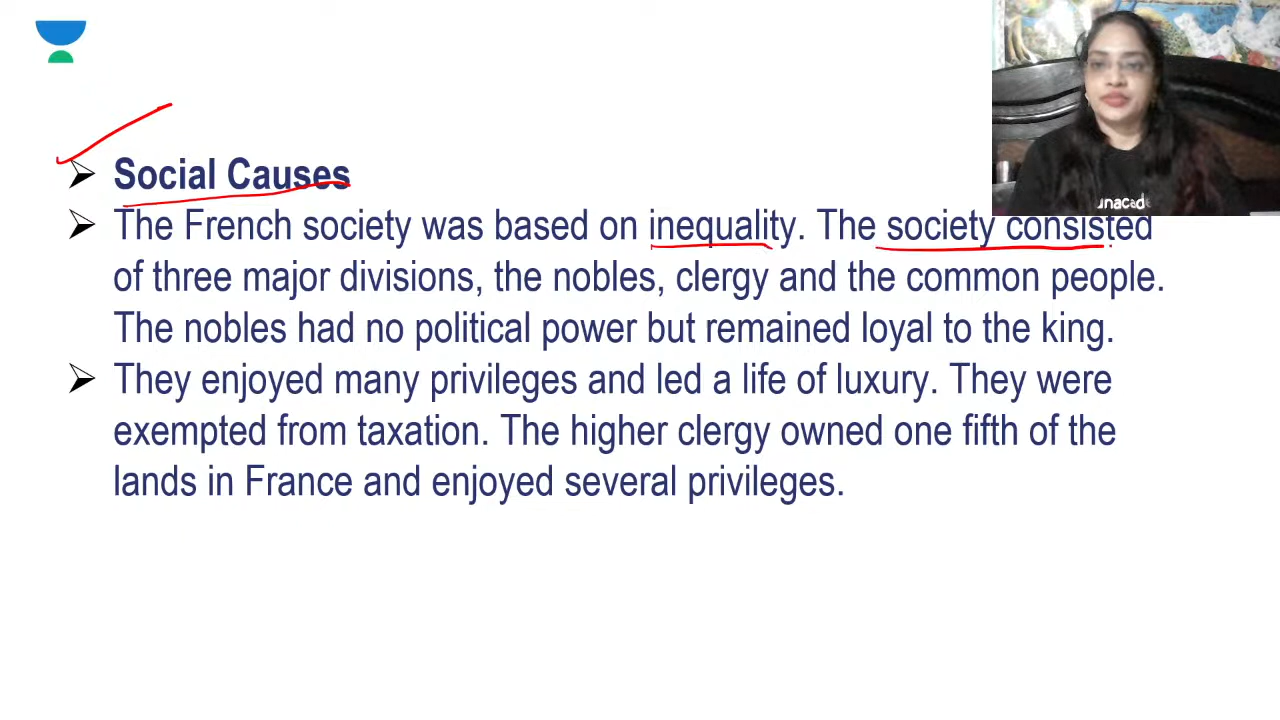 Social Causes
The French society was based on inequality. The society consisted
of three major divisions, the nobles, clergy and the common people.
The nobles had no political power but remained loyal to the king.
They enjoyed many privileges and led a life of luxury. They were
exempted from taxation. The higher clergy owned one fifth of the
lands in France and enjoyed several privileges.
unacade